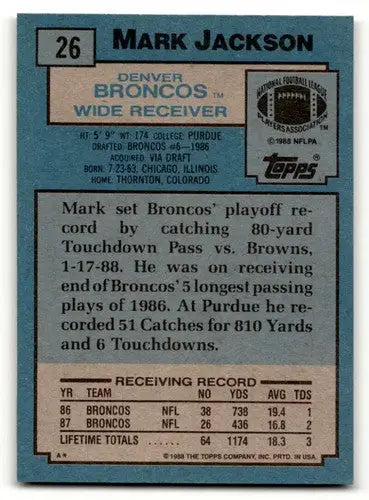 26 MARK JACKSON
DENVER
BRONCOS TM
WIDE RECEIVER
NATIONAL FOOTBALL LEAGUE
PLAYERS ASSOCIATION
©1988 NFLPA
Topps®
HT: 5' 9" WT: 174 COLLEGE: PURDUE
DRAFTED: BRONCOS #6-1986
ACQUIRED: VIA DRAFT
BORN: 7-23-63, CHICAGO, ILLINOIS
HOME: THORNTON, COLORADO
Mark set Broncos' playoff re-
cord by catching 80-yard
Touchdown Pass vs. Browns,
1-17-88. He was on receiving
end of Broncos' 5 longest passing
plays of 1986. At Purdue he re-
corded 51 Catches for 810 Yards
and 6 Touchdowns.
RECEIVING RECORD
YR TEAM NO YDS AVG TDS
86 BRONCOS NFL 38 738 19.4 1
87 BRONCOS NFL 26 436 16.8 2
LIFETIME TOTALS ...... 64 1174 18.3 3
A* ©1988 THE TOPPS COMPANY, INC. PRTD. IN USA.